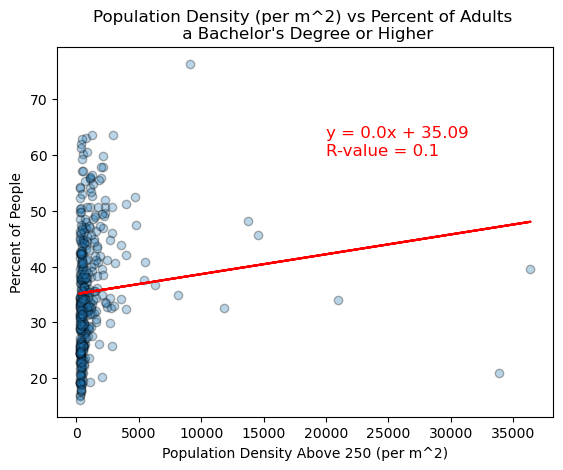 Population Density (per m^2) vs Percent of Adults
a Bachelor's Degree or Higher
70
60
50
40
30
20
Percent of People
y = 0.0x + 35.09
R-value = 0.1
0 5000 10000 15000 20000 25000 30000 35000
Population Density Above 250 (per m^2)